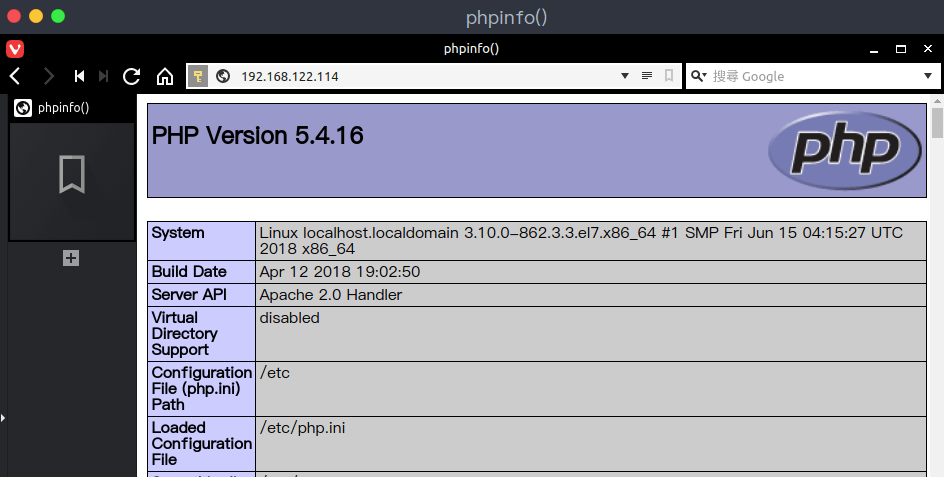 phpinfo()
phpinfo()
192.168.122.114
搜尋 Google
phpinfo()
PHP Version 5.4.16
php
System
Linux localhost.localdomain 3.10.0-862.3.3.el7.x86_64 #1 SMP Fri Jun 15 04:15:27 UTC
2018 x86_64
Build Date
Apr 12 2018 19:02:50
Server API
Apache 2.0 Handler
Virtual
Directory
Support
disabled
Configuration
File (php.ini)
Path
/etc
Loaded
Configuration
File
/etc/php.ini